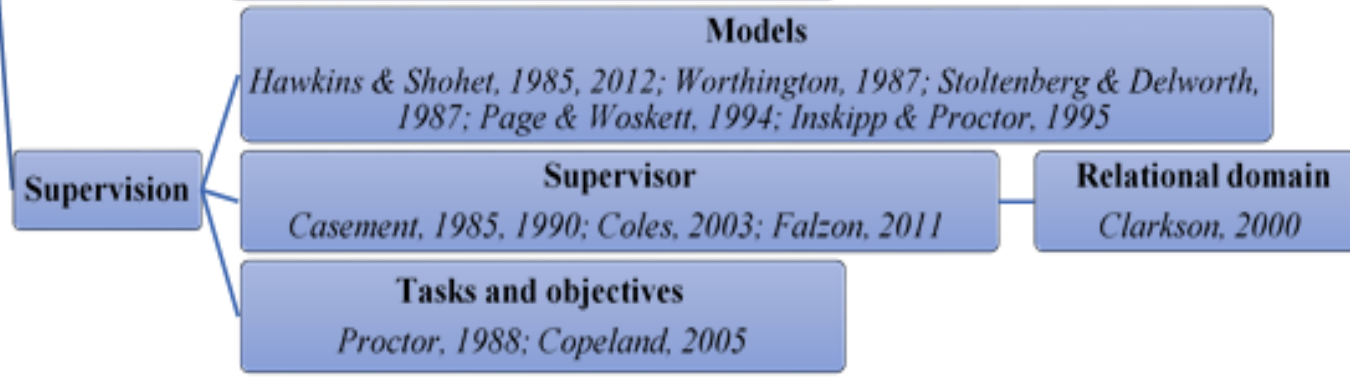 Models
Hawkins & Shohet, 1985, 2012; Worthington, 1987; Stoltenberg & Delworth,
1987; Page & Woskett, 1994; Inskipp & Proctor, 1995
Supervision
Supervisor
Casement, 1985, 1990; Coles, 2003; Falzon, 2011
Relational domain
Clarkson, 2000
Tasks and objectives
Proctor, 1988; Copeland, 2005